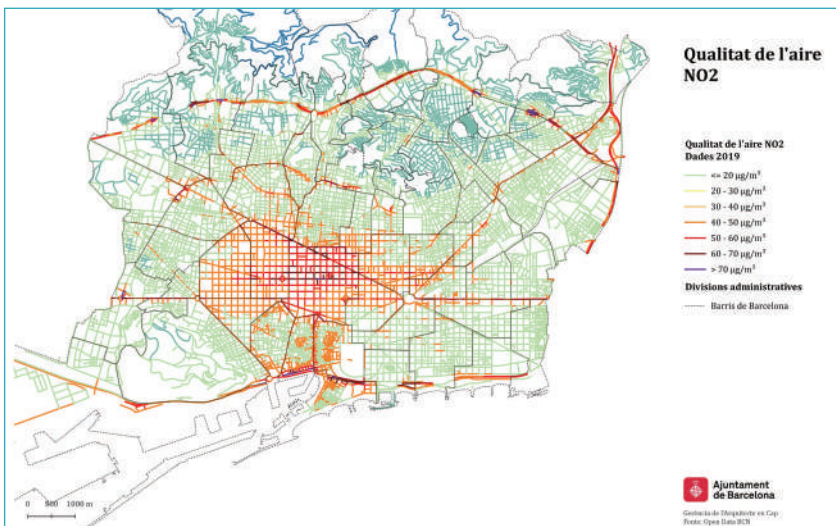 Qualitat de l'aire
NO2
Qualitat de l'aire NO2
Dades 2019
<= 20 µg/m³
20 - 30 µg/m³
30 - 40 µg/m³
40 - 50 µg/m³
50 - 60 µg/m³
60 - 70 µg/m³
> 70 µg/m³
Divisions administratives
Barris de Barcelona
0 500 1000 m
Ajuntament
de Barcelona
Gerència de l'Arquitecte en Cap
Fonts: Open Data BCN